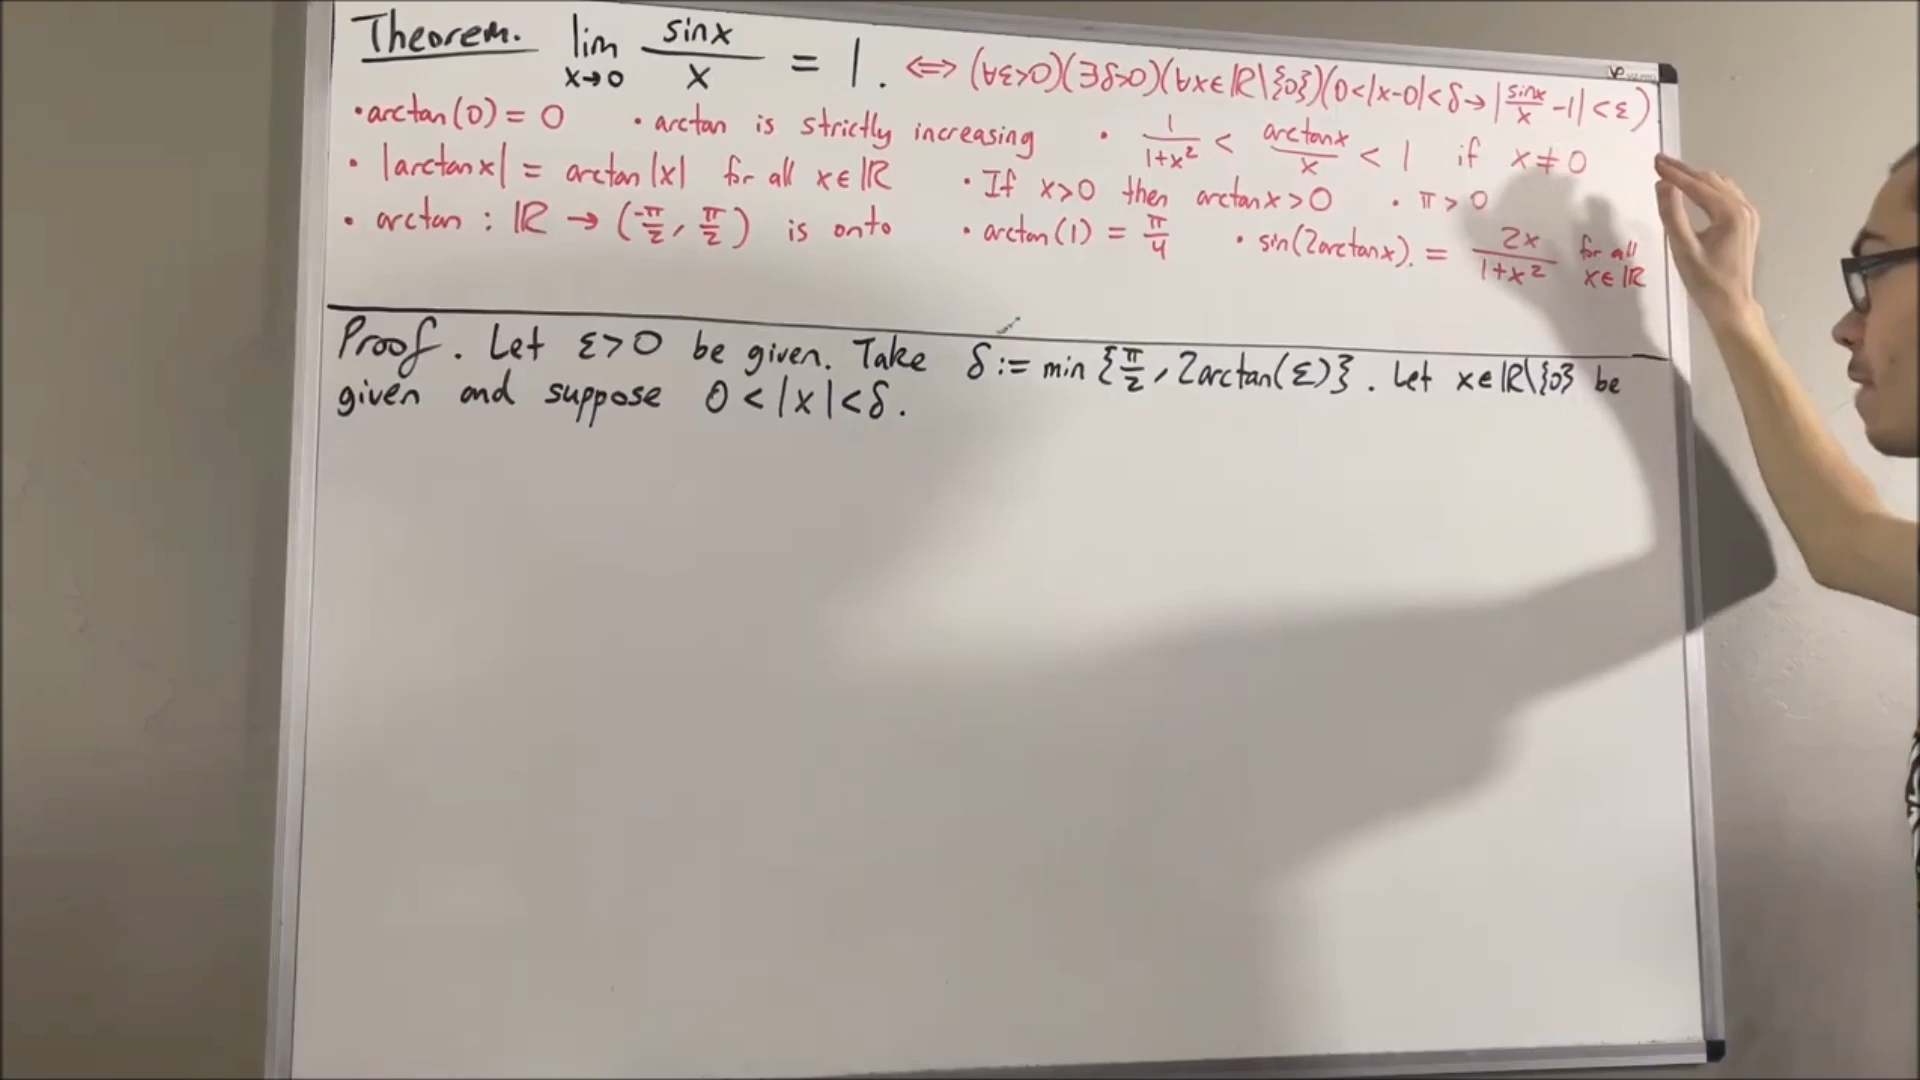 Theorem. lim x→0 sinx/x = 1. ⟺ (∀ε>0)(∃δ>0)(∀x∈ℝ\{0})(0<|x-0|<δ→|sinx/x -1|<ε)
•arctan(0)=0 •arctan is strictly increasing • 1/1+x² < arctanx/x < 1 if x≠0
• |arctanx| = arctan|x| for all x∈ℝ •If x>0 then arctanx>0 • π>0
• arctan : ℝ → (-π/2, π/2) is onto • arctan(1) = π/4 • sin(2arctanx). = 2x/1+x² for all x∈ℝ
Proof. Let ε>0 be given. Take δ:= min{π/2, 2arctan(ε)}. Let x∈ℝ\{0} be
given and suppose 0<|x|<δ.